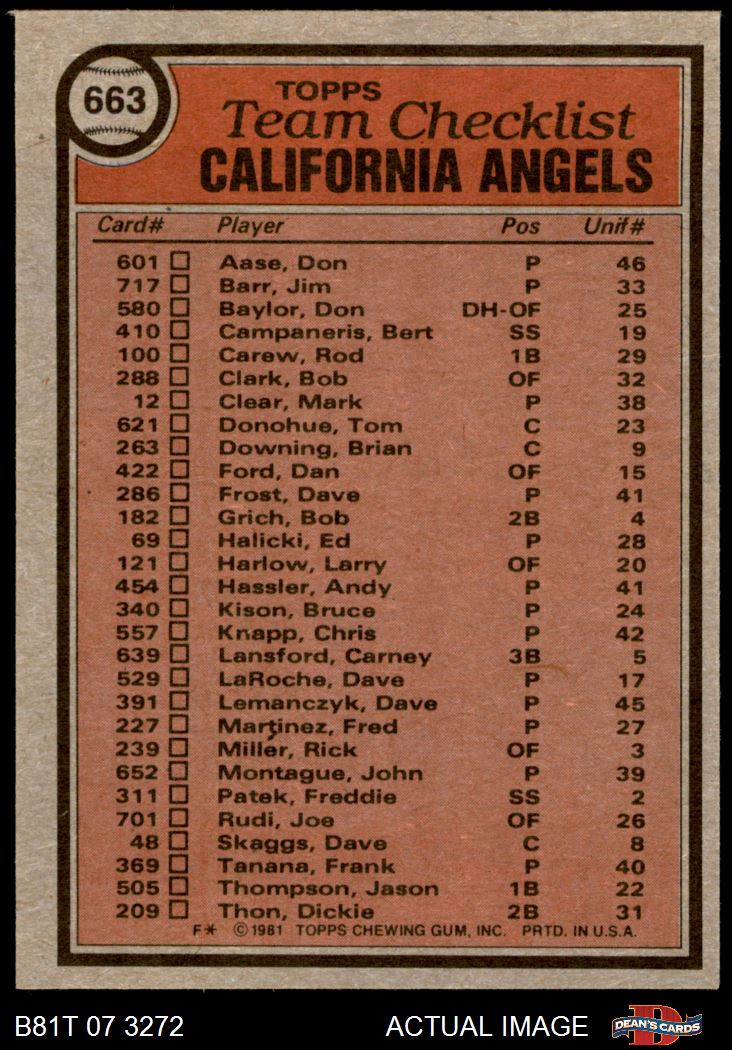 663
TOPPS
Team Checklist
CALIFORNIA ANGELS
Card# Player Pos Unif#
601 Aase, Don P 46
717 Barr, Jim P 33
580 Baylor, Don DH-OF 25
410 Campaneris, Bert SS 19
100 Carew, Rod 1B 29
288 Clark, Bob OF 32
12 Clear, Mark P 38
621 Donohue, Tom C 23
263 Downing, Brian C 9
422 Ford, Dan OF 15
286 Frost, Dave P 41
182 Grich, Bob 2B 4
69 Halicki, Ed P 28
121 Harlow, Larry OF 20
454 Hassler, Andy P 41
340 Kison, Bruce P 24
557 Knapp, Chris P 42
639 Lansford, Carney 3B 5
529 LaRoche, Dave P 17
391 Lemanczyk, Dave P 45
227 Martinez, Fred P 27
239 Miller, Rick OF 3
652 Montague, John P 39
311 Patek, Freddie SS 2
701 Rudi, Joe OF 26
48 Skaggs, Dave C 8
369 Tanana, Frank P 40
505 Thompson, Jason 1B 22
209 Thon, Dickie 2B 31
F* ©1981 TOPPS CHEWING GUM, INC. PRTD. IN U.S.A.
B81T 07 3272 ACTUAL IMAGE D DEAN'S CARDS